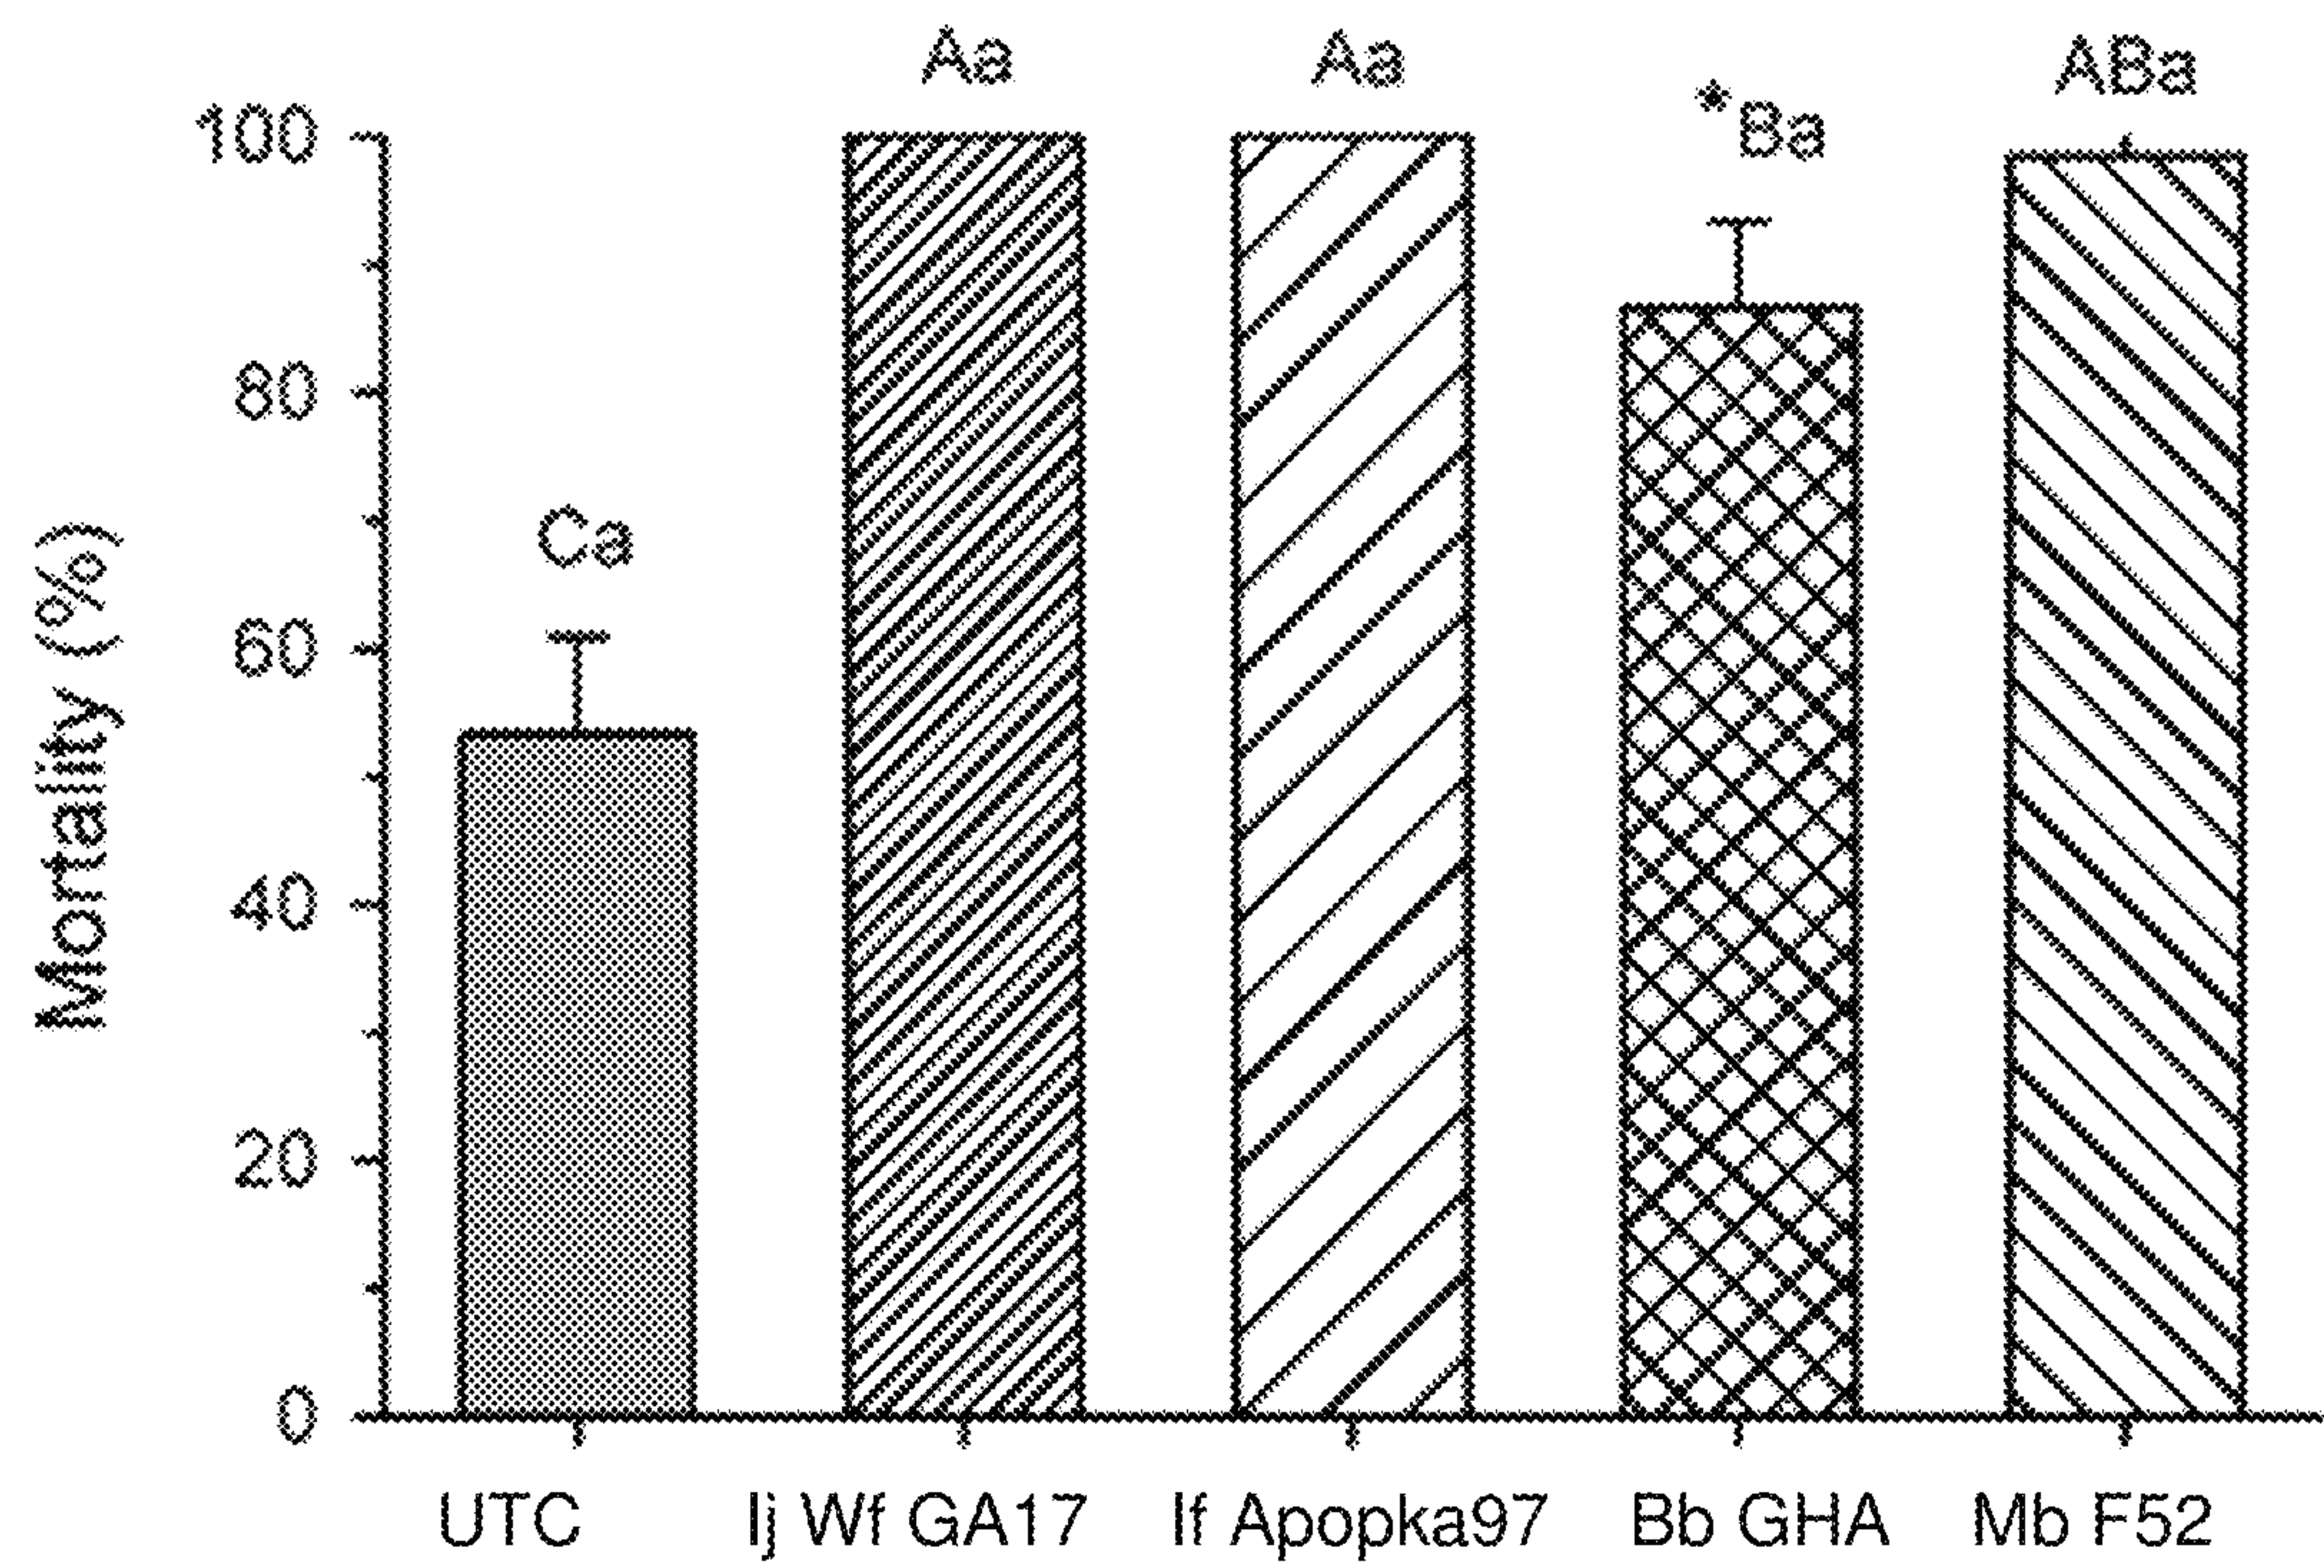 Aa Aa *Ba ABa
Ca
Mortality (%)
100
80
60
40
20
0
UTC Ij Wf GA17 If Apopka97 Bb GHA Mb F52